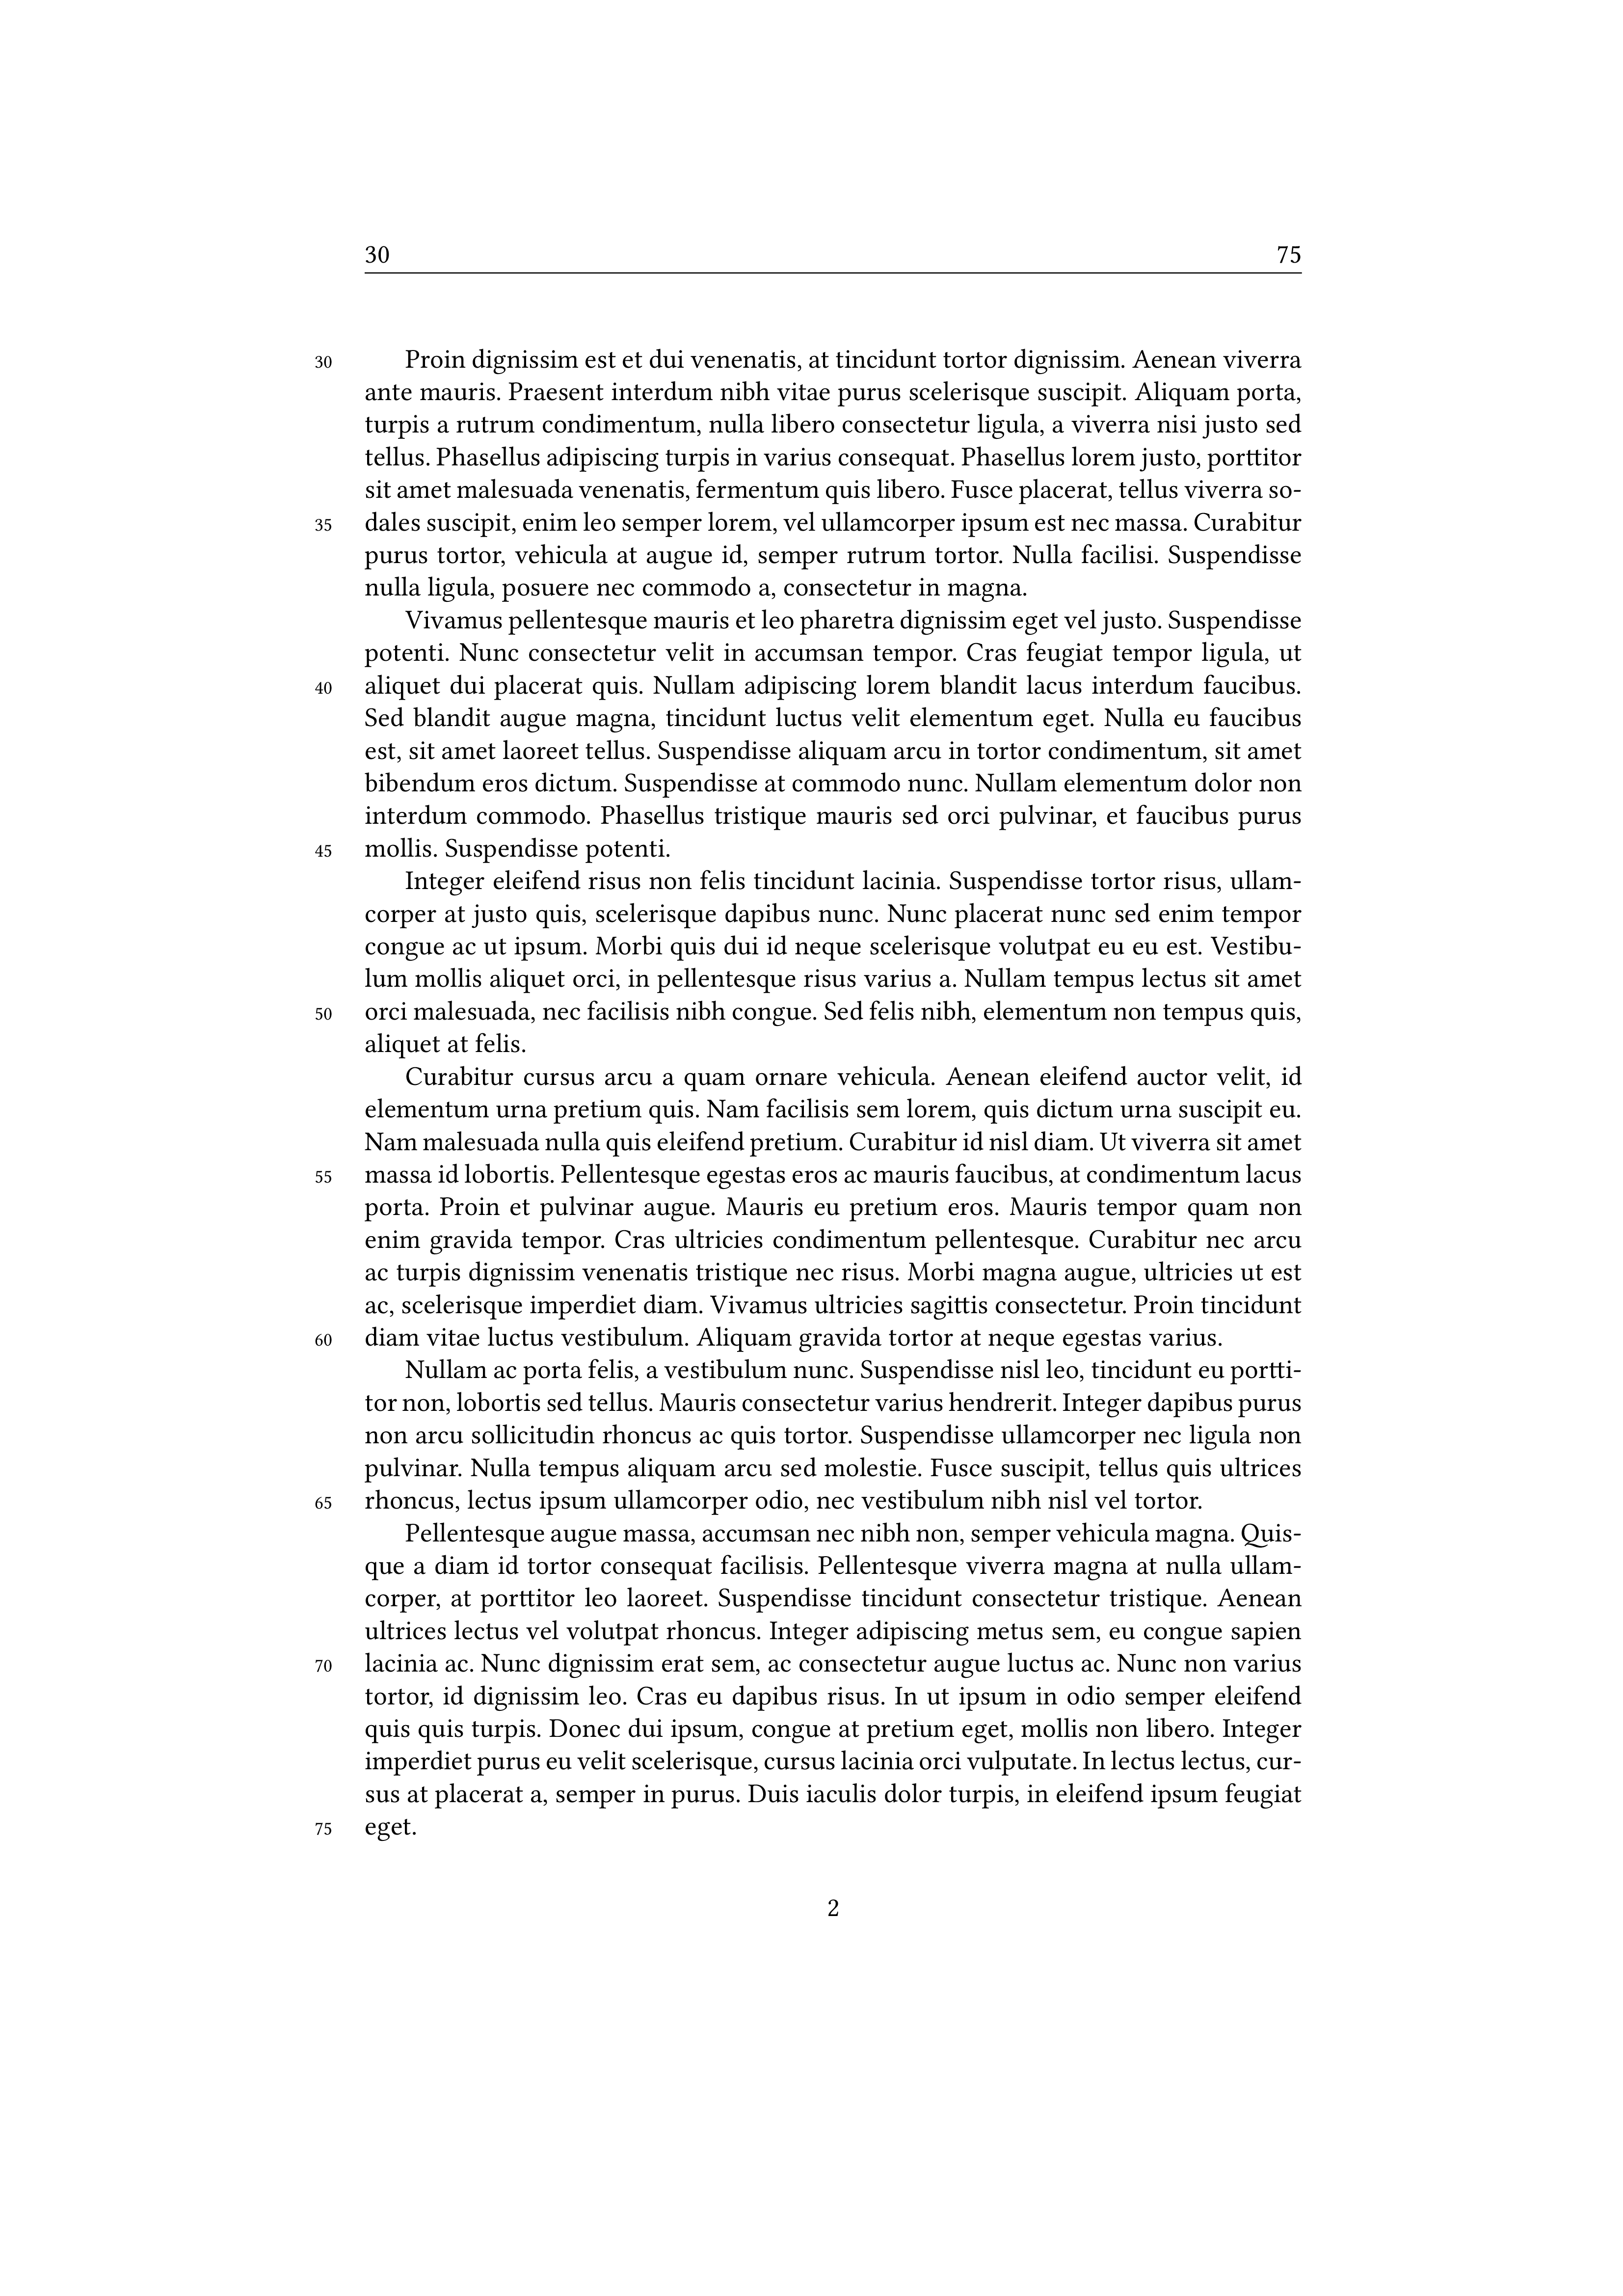 30 75
30 Proin dignissim est et dui venenatis, at tincidunt tortor dignissim. Aenean viverra
ante mauris. Praesent interdum nibh vitae purus scelerisque suscipit. Aliquam porta,
turpis a rutrum condimentum, nulla libero consectetur ligula, a viverra nisi justo sed
tellus. Phasellus adipiscing turpis in varius consequat. Phasellus lorem justo, porttitor
sit amet malesuada venenatis, fermentum quis libero. Fusce placerat, tellus viverra so-
35 dales suscipit, enim leo semper lorem, vel ullamcorper ipsum est nec massa. Curabitur
purus tortor, vehicula at augue id, semper rutrum tortor. Nulla facilisi. Suspendisse
nulla ligula, posuere nec commodo a, consectetur in magna.
Vivamus pellentesque mauris et leo pharetra dignissim eget vel justo. Suspendisse
potenti. Nunc consectetur velit in accumsan tempor. Cras feugiat tempor ligula, ut
40 aliquet dui placerat quis. Nullam adipiscing lorem blandit lacus interdum faucibus.
Sed blandit augue magna, tincidunt luctus velit elementum eget. Nulla eu faucibus
est, sit amet laoreet tellus. Suspendisse aliquam arcu in tortor condimentum, sit amet
bibendum eros dictum. Suspendisse at commodo nunc. Nullam elementum dolor non
interdum commodo. Phasellus tristique mauris sed orci pulvinar, et faucibus purus
45 mollis. Suspendisse potenti.
Integer eleifend risus non felis tincidunt lacinia. Suspendisse tortor risus, ullam-
corper at justo quis, scelerisque dapibus nunc. Nunc placerat nunc sed enim tempor
congue ac ut ipsum. Morbi quis dui id neque scelerisque volutpat eu eu est. Vestibu-
lum mollis aliquet orci, in pellentesque risus varius a. Nullam tempus lectus sit amet
50 orci malesuada, nec facilisis nibh congue. Sed felis nibh, elementum non tempus quis,
aliquet at felis.
Curabitur cursus arcu a quam ornare vehicula. Aenean eleifend auctor velit, id
elementum urna pretium quis. Nam facilisis sem lorem, quis dictum urna suscipit eu.
Nam malesuada nulla quis eleifend pretium. Curabitur id nisl diam. Ut viverra sit amet
55 massa id lobortis. Pellentesque egestas eros ac mauris faucibus, at condimentum lacus
porta. Proin et pulvinar augue. Mauris eu pretium eros. Mauris tempor quam non
enim gravida tempor. Cras ultricies condimentum pellentesque. Curabitur nec arcu
ac turpis dignissim venenatis tristique nec risus. Morbi magna augue, ultricies ut est
ac, scelerisque imperdiet diam. Vivamus ultricies sagittis consectetur. Proin tincidunt
60 diam vitae luctus vestibulum. Aliquam gravida tortor at neque egestas varius.
Nullam ac porta felis, a vestibulum nunc. Suspendisse nisl leo, tincidunt eu portti-
tor non, lobortis sed tellus. Mauris consectetur varius hendrerit. Integer dapibus purus
non arcu sollicitudin rhoncus ac quis tortor. Suspendisse ullamcorper nec ligula non
pulvinar. Nulla tempus aliquam arcu sed molestie. Fusce suscipit, tellus quis ultrices
65 rhoncus, lectus ipsum ullamcorper odio, nec vestibulum nibh nisl vel tortor.
Pellentesque augue massa, accumsan nec nibh non, semper vehicula magna. Quis-
que a diam id tortor consequat facilisis. Pellentesque viverra magna at nulla ullam-
corper, at porttitor leo laoreet. Suspendisse tincidunt consectetur tristique. Aenean
ultrices lectus vel volutpat rhoncus. Integer adipiscing metus sem, eu congue sapien
70 lacinia ac. Nunc dignissim erat sem, ac consectetur augue luctus ac. Nunc non varius
tortor, id dignissim leo. Cras eu dapibus risus. In ut ipsum in odio semper eleifend
quis quis turpis. Donec dui ipsum, congue at pretium eget, mollis non libero. Integer
imperdiet purus eu velit scelerisque, cursus lacinia orci vulputate. In lectus lectus, cur-
sus at placerat a, semper in purus. Duis iaculis dolor turpis, in eleifend ipsum feugiat
75 eget.
2